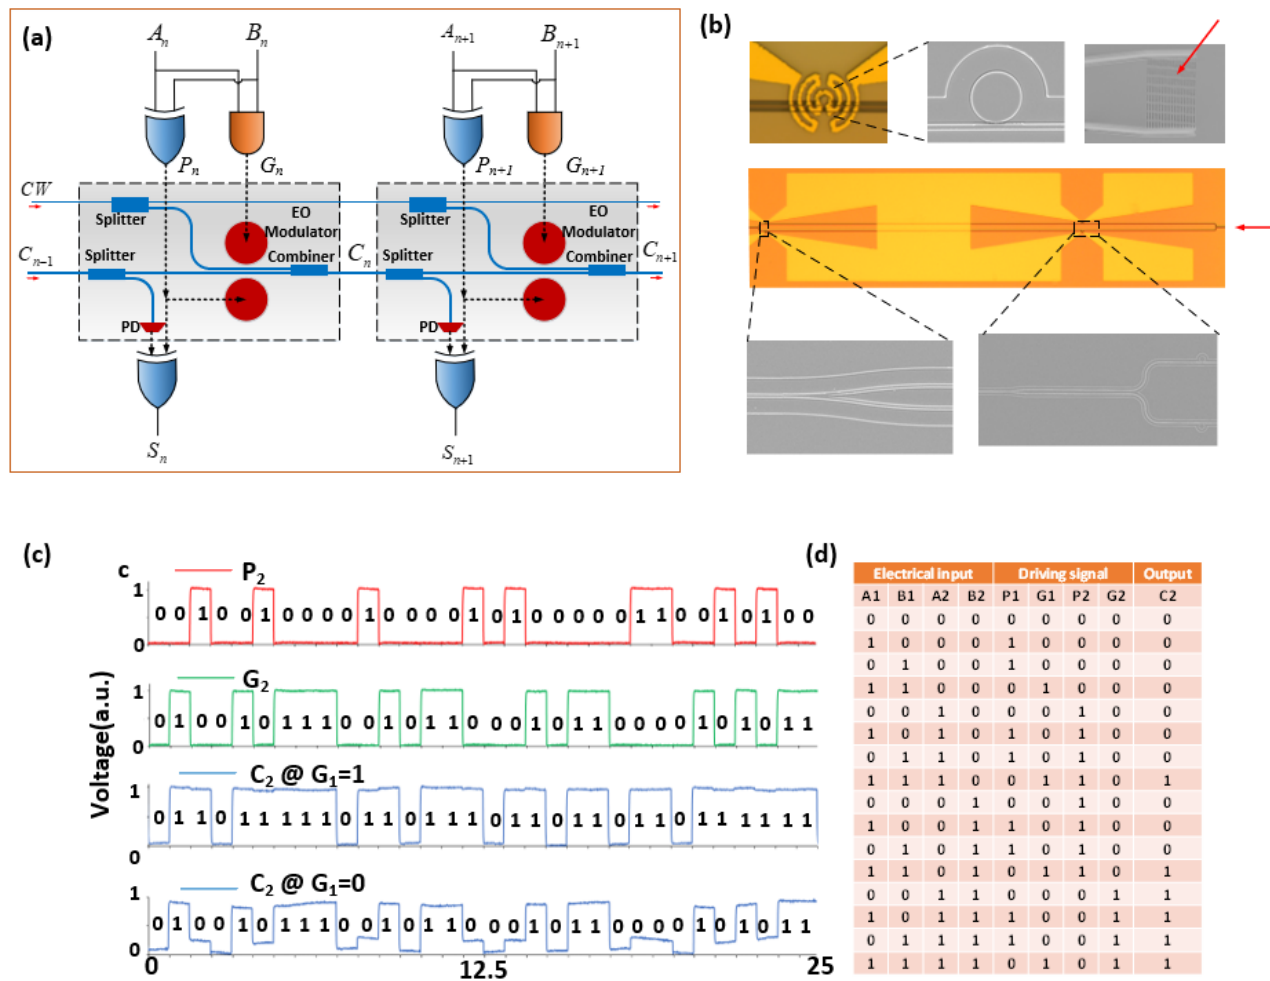 (a)
A_n B_n A_{n+1} B_{n+1}
P_n G_n P_{n+1} G_{n+1}
CW
Splitter EO Modulator Splitter EO Modulator
C_{n-1} Splitter Combiner C_n Splitter Combiner C_{n+1}
PD PD
S_n S_{n+1}
(b)
(c)
c P_2
1
0 0 1 0 0 1 0 0 0 0 1 0 0 0 0 1 0 1 0 0 0 0 0 1 1 0 0 1 0 1 0 0
0
G_2
1
0 1 0 0 1 0 1 1 1 0 0 1 0 1 1 0 0 0 1 0 1 1 0 0 0 0 1 0 1 0 1 1
0
C_2 @ G_1=1
1
0 1 1 0 1 1 1 1 1 0 1 1 0 1 1 1 0 1 1 0 1 1 0 1 1 0 1 1 1 1 1 1
0
C_2 @ G_1=0
1
0 1 0 0 1 0 1 1 1 0 0 1 0 1 1 0 0 0 1 0 1 1 0 0 0 0 1 0 1 0 1 1
0
0 12.5 25
Voltage(a.u.)
(d)
Electrical input Driving signal Output
A1 B1 A2 B2 P1 G1 P2 G2 C2
0 0 0 0 0 0 0 0 0
1 0 0 0 1 0 0 0 0
0 1 0 0 1 0 0 0 0
1 1 0 0 0 1 0 0 0
0 0 1 0 0 0 1 0 0
1 0 1 0 1 0 1 0 0
0 1 1 0 1 0 1 0 0
1 1 1 0 0 1 1 0 1
0 0 0 1 0 0 1 0 0
1 0 0 1 1 0 1 0 0
0 1 0 1 1 0 1 0 0
1 1 0 1 0 1 1 0 1
0 0 1 1 0 0 0 1 1
1 0 1 1 1 0 0 1 1
0 1 1 1 1 0 0 1 1
1 1 1 1 0 1 0 1 1